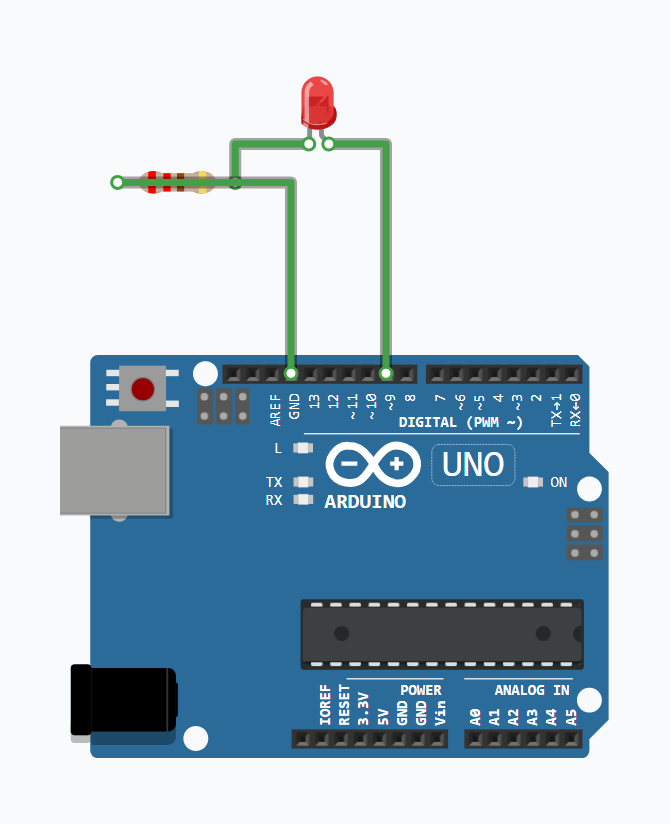 AREF
GND
13
12
~11
~10
~9
8
7
~6
~5
4
~3
2
TX→1
RX←0
DIGITAL (PWM ~)
L
TX
RX
UNO
ON
ARDUINO
POWER
ANALOG IN
IOREF
RESET
3.3V
5V
GND
GND
Vin
A0
A1
A2
A3
A4
A5